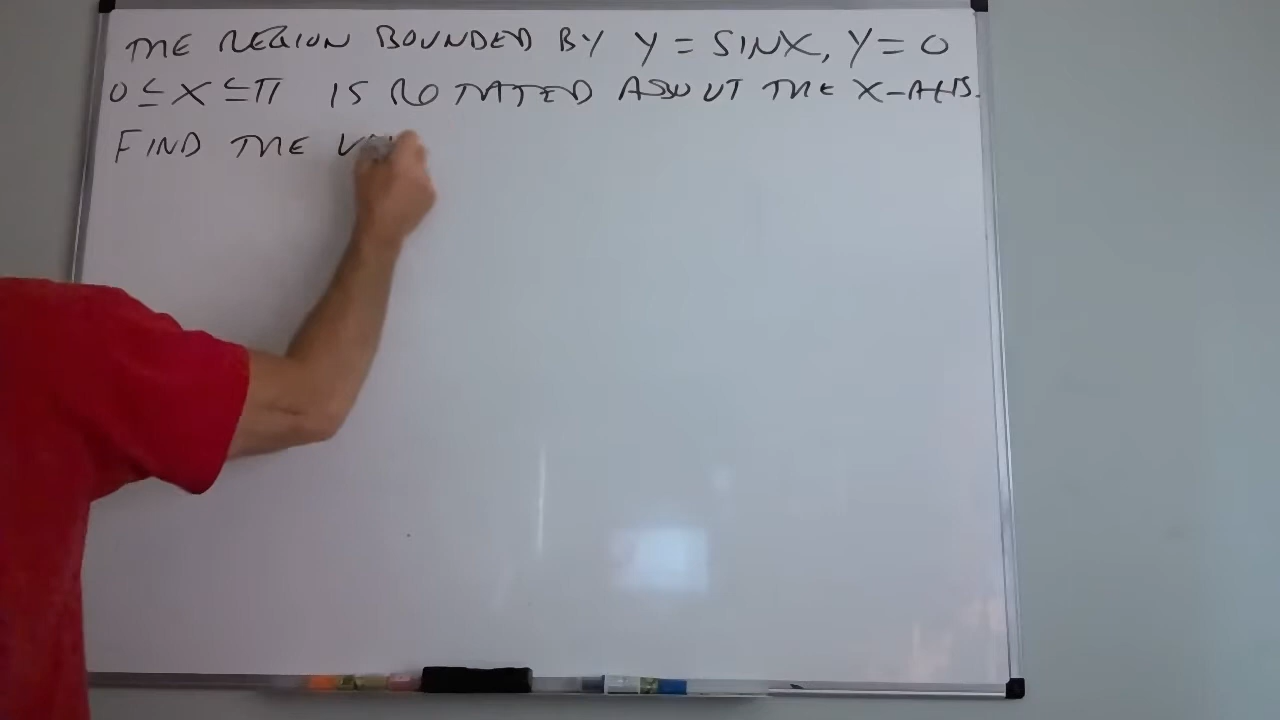 THE REGION BOUNDED BY Y = SINX, Y = 0
0 ≤ X ≤ π IS ROTATED ABOUT THE X-AXIS.
FIND THE